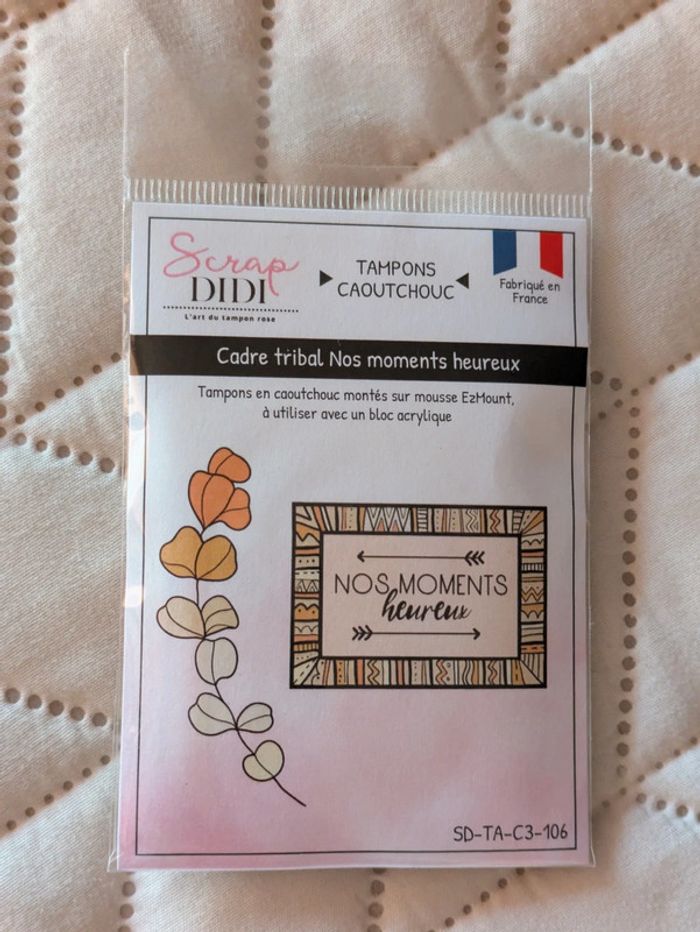 Scrap
DIDI
L'art du tampon rose
TAMPONS
CAOUTCHOUC
Fabriqué en
France
Cadre tribal Nos moments heureux
Tampons en caoutchouc montés sur mousse EzMount,
à utiliser avec un bloc acrylique
NOS MOMENTS
heureux
SD-TA-C3-106